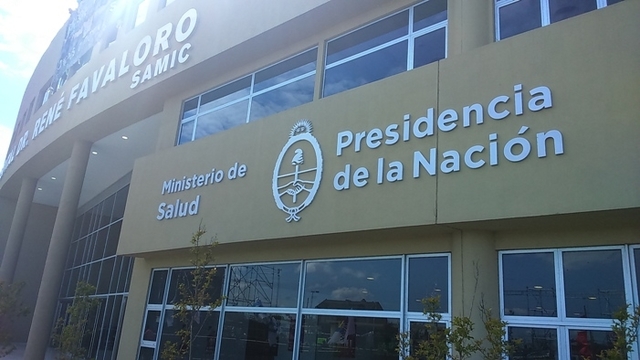 DR. RENÉ FAVALORO
SAMIC
Ministerio de
Salud
Presidencia
de la Nación